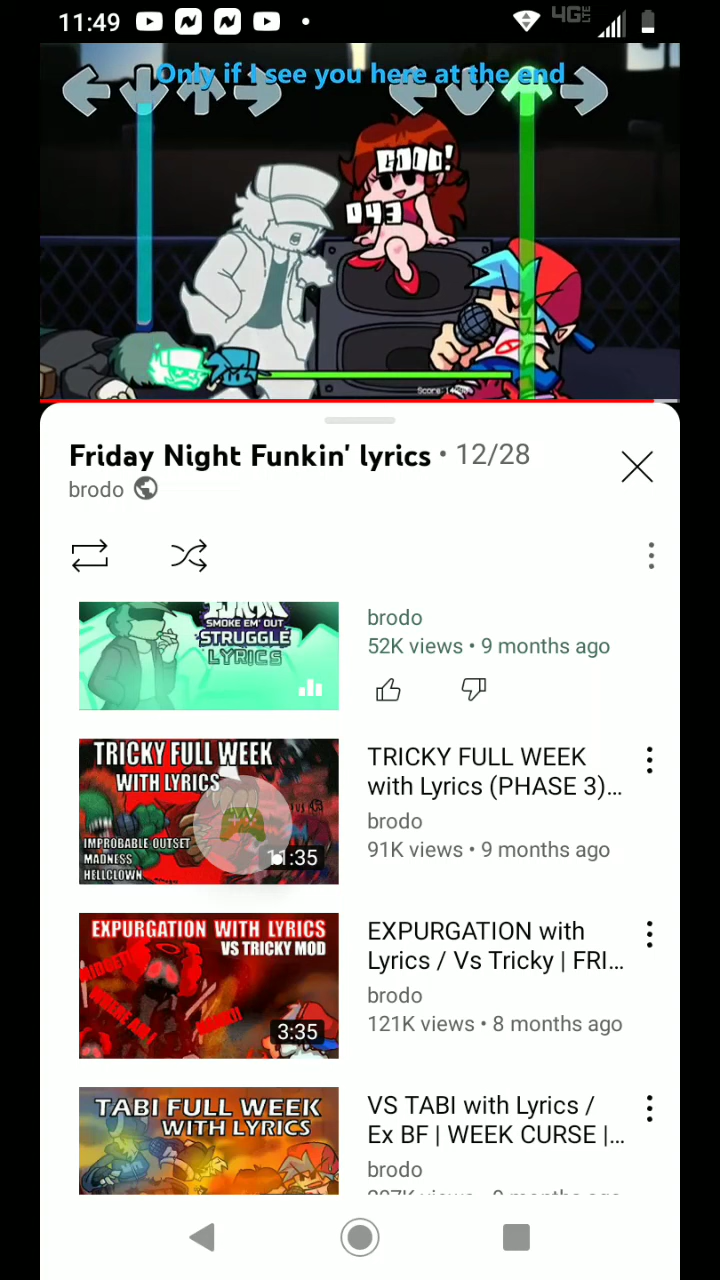 11:49
4G LTE
Only if I see you here at the end
GOOD!
043
Friday Night Funkin' lyrics • 12/28
brodo
SMOKE EM' OUT
STRUGGLE
LYRICS
brodo
52K views • 9 months ago
TRICKY FULL WEEK
WITH LYRICS
IMPROBABLE OUTSET
MADNESS
HELLCLOWN
11:35
TRICKY FULL WEEK
with Lyrics (PHASE 3)...
brodo
91K views • 9 months ago
EXPURGATION WITH LYRICS
VS TRICKY MOD
3:35
EXPURGATION with
Lyrics / Vs Tricky | FRI...
brodo
121K views • 8 months ago
TABI FULL WEEK
WITH LYRICS
VS TABI with Lyrics /
Ex BF | WEEK CURSE |...
brodo